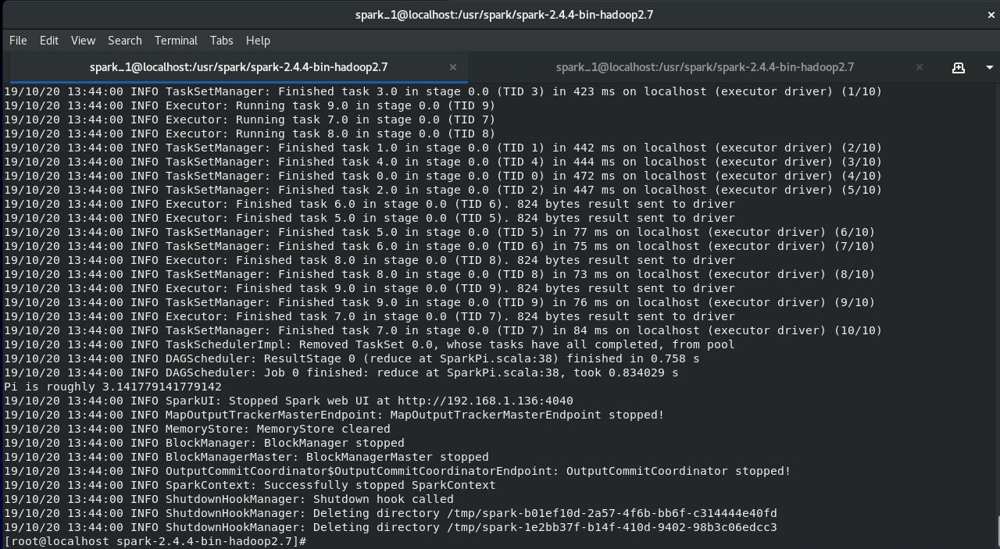 spark_1@localhost:/usr/spark/spark-2.4.4-bin-hadoop2.7
File Edit View Search Terminal Tabs Help
spark_1@localhost:/usr/spark/spark-2.4.4-bin-hadoop2.7 spark_1@localhost:/usr/spark/spark-2.4.4-bin-hadoop2.7
19/10/20 13:44:00 INFO TaskSetManager: Finished task 3.0 in stage 0.0 (TID 3) in 423 ms on localhost (executor driver) (1/10)
19/10/20 13:44:00 INFO Executor: Running task 9.0 in stage 0.0 (TID 9)
19/10/20 13:44:00 INFO Executor: Running task 7.0 in stage 0.0 (TID 7)
19/10/20 13:44:00 INFO Executor: Running task 8.0 in stage 0.0 (TID 8)
19/10/20 13:44:00 INFO TaskSetManager: Finished task 1.0 in stage 0.0 (TID 1) in 442 ms on localhost (executor driver) (2/10)
19/10/20 13:44:00 INFO TaskSetManager: Finished task 4.0 in stage 0.0 (TID 4) in 444 ms on localhost (executor driver) (3/10)
19/10/20 13:44:00 INFO TaskSetManager: Finished task 0.0 in stage 0.0 (TID 0) in 472 ms on localhost (executor driver) (4/10)
19/10/20 13:44:00 INFO TaskSetManager: Finished task 2.0 in stage 0.0 (TID 2) in 447 ms on localhost (executor driver) (5/10)
19/10/20 13:44:00 INFO Executor: Finished task 6.0 in stage 0.0 (TID 6). 824 bytes result sent to driver
19/10/20 13:44:00 INFO Executor: Finished task 5.0 in stage 0.0 (TID 5). 824 bytes result sent to driver
19/10/20 13:44:00 INFO TaskSetManager: Finished task 5.0 in stage 0.0 (TID 5) in 77 ms on localhost (executor driver) (6/10)
19/10/20 13:44:00 INFO TaskSetManager: Finished task 6.0 in stage 0.0 (TID 6) in 75 ms on localhost (executor driver) (7/10)
19/10/20 13:44:00 INFO Executor: Finished task 8.0 in stage 0.0 (TID 8). 824 bytes result sent to driver
19/10/20 13:44:00 INFO TaskSetManager: Finished task 8.0 in stage 0.0 (TID 8) in 73 ms on localhost (executor driver) (8/10)
19/10/20 13:44:00 INFO Executor: Finished task 9.0 in stage 0.0 (TID 9). 824 bytes result sent to driver
19/10/20 13:44:00 INFO TaskSetManager: Finished task 9.0 in stage 0.0 (TID 9) in 76 ms on localhost (executor driver) (9/10)
19/10/20 13:44:00 INFO Executor: Finished task 7.0 in stage 0.0 (TID 7). 824 bytes result sent to driver
19/10/20 13:44:00 INFO TaskSetManager: Finished task 7.0 in stage 0.0 (TID 7) in 84 ms on localhost (executor driver) (10/10)
19/10/20 13:44:00 INFO TaskSchedulerImpl: Removed TaskSet 0.0, whose tasks have all completed, from pool
19/10/20 13:44:00 INFO DAGScheduler: ResultStage 0 (reduce at SparkPi.scala:38) finished in 0.758 s
19/10/20 13:44:00 INFO DAGScheduler: Job 0 finished: reduce at SparkPi.scala:38, took 0.834029 s
Pi is roughly 3.141779141779142
19/10/20 13:44:00 INFO SparkUI: Stopped Spark web UI at http://192.168.1.136:4040
19/10/20 13:44:00 INFO MapOutputTrackerMasterEndpoint: MapOutputTrackerMasterEndpoint stopped!
19/10/20 13:44:00 INFO MemoryStore: MemoryStore cleared
19/10/20 13:44:00 INFO BlockManager: BlockManager stopped
19/10/20 13:44:00 INFO BlockManagerMaster: BlockManagerMaster stopped
19/10/20 13:44:00 INFO OutputCommitCoordinator$OutputCommitCoordinatorEndpoint: OutputCommitCoordinator stopped!
19/10/20 13:44:00 INFO SparkContext: Successfully stopped SparkContext
19/10/20 13:44:00 INFO ShutdownHookManager: Shutdown hook called
19/10/20 13:44:00 INFO ShutdownHookManager: Deleting directory /tmp/spark-b01ef10d-2a57-4f6b-bb6f-c314444e40fd
19/10/20 13:44:00 INFO ShutdownHookManager: Deleting directory /tmp/spark-1e2bb37f-b14f-410d-9402-98b3c06edcc3
[root@localhost spark-2.4.4-bin-hadoop2.7]#